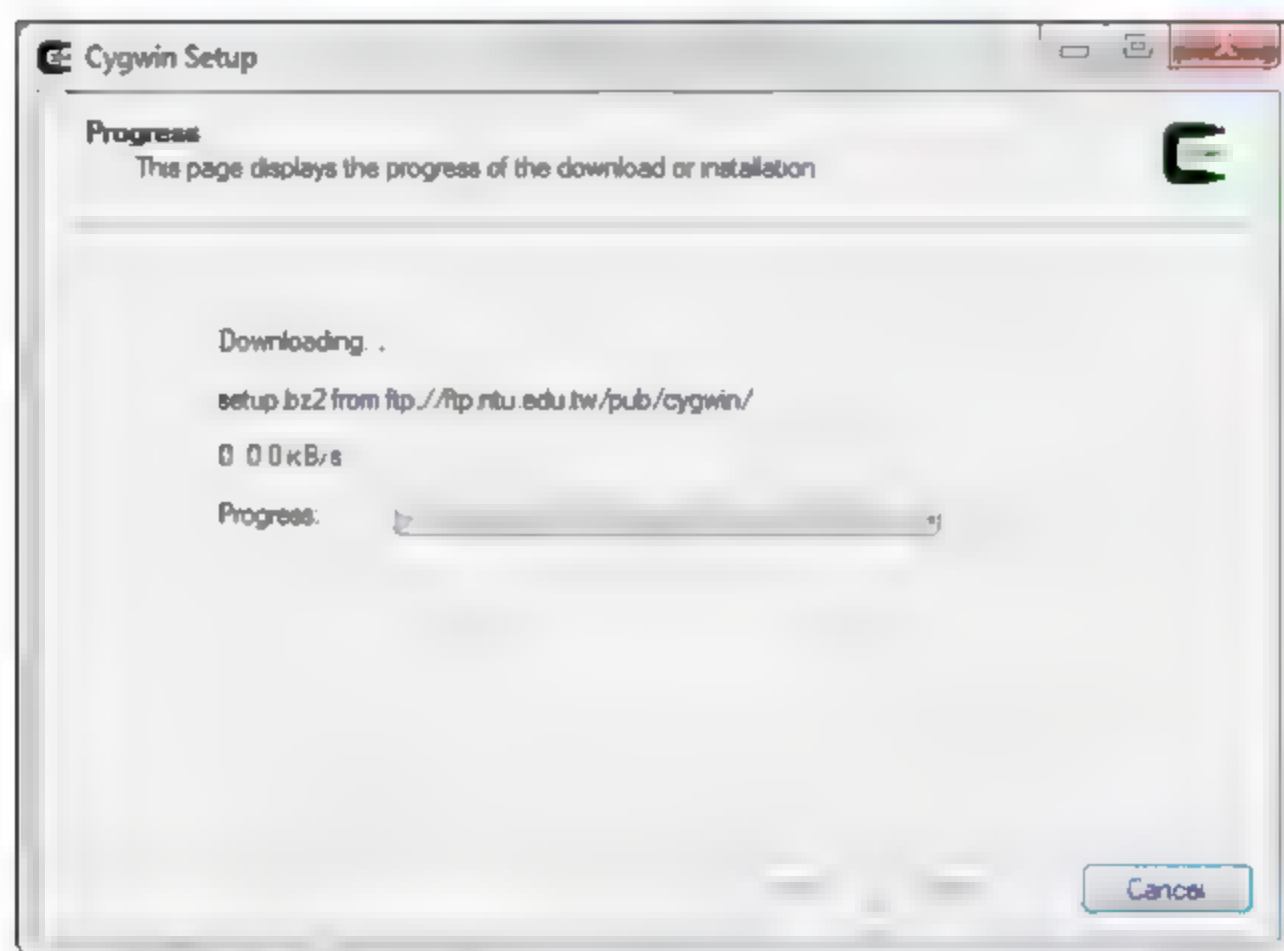 Cygwin Setup
Progress
This page displays the progress of the download or installation
Downloading. .
setup.bz2 from ftp.//ftp.ntu.edu.tw/pub/cygwin/
0 0 0 kB/s
Progress:
Cancel